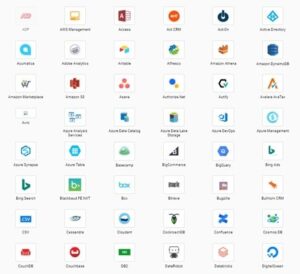 ADP
AWS Management
Access
Act CRM
Act-On
Active Directory
Acumatica
Adobe Analytics
Airtable
Alfresco
Amazon Athena
Amazon DynamoDB
Amazon Marketplace
Amazon S3
Asana
Authorize.Net
Avalara AvaTax
Azure Analysis
Services
Azure Data Catalog
Azure Data Lake
Storage
Azure DevOps
Azure Management
Azure Synapse
Azure Table
Basecamp
BigCommerce
BigQuery
Bing Ads
Bing Search
Blackbaud FE NXT
Box
box
Bugzilla
Bullhorn CRM
CSV
CSV
Cassandra
Cloudant
CockroachDB
Confluence
Cosmos DB
CouchDB
Couchbase
DB2
DataRobot
Databricks
DigitalOcean